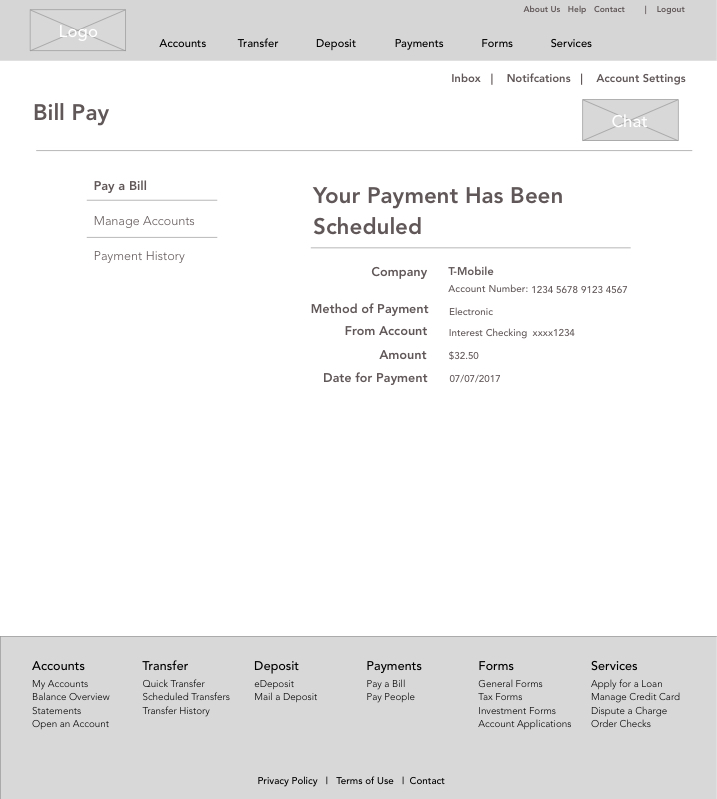 About Us Help Contact | Logout
Logo
Accounts Transfer Deposit Payments Forms Services
Inbox | Notifcations | Account Settings
Bill Pay
Chat
Pay a Bill
Manage Accounts
Payment History
Your Payment Has Been
Scheduled
Company T-Mobile
Account Number: 1234 5678 9123 4567
Method of Payment Electronic
From Account Interest Checking xxxx1234
Amount $32.50
Date for Payment 07/07/2017
Accounts Transfer Deposit Payments Forms Services
My Accounts Quick Transfer eDeposit Pay a Bill General Forms Apply for a Loan
Balance Overview Scheduled Transfers Mail a Deposit Pay People Tax Forms Manage Credit Card
Statements Transfer History Investment Forms Dispute a Charge
Open an Account Account Applications Order Checks
Privacy Policy | Terms of Use | Contact